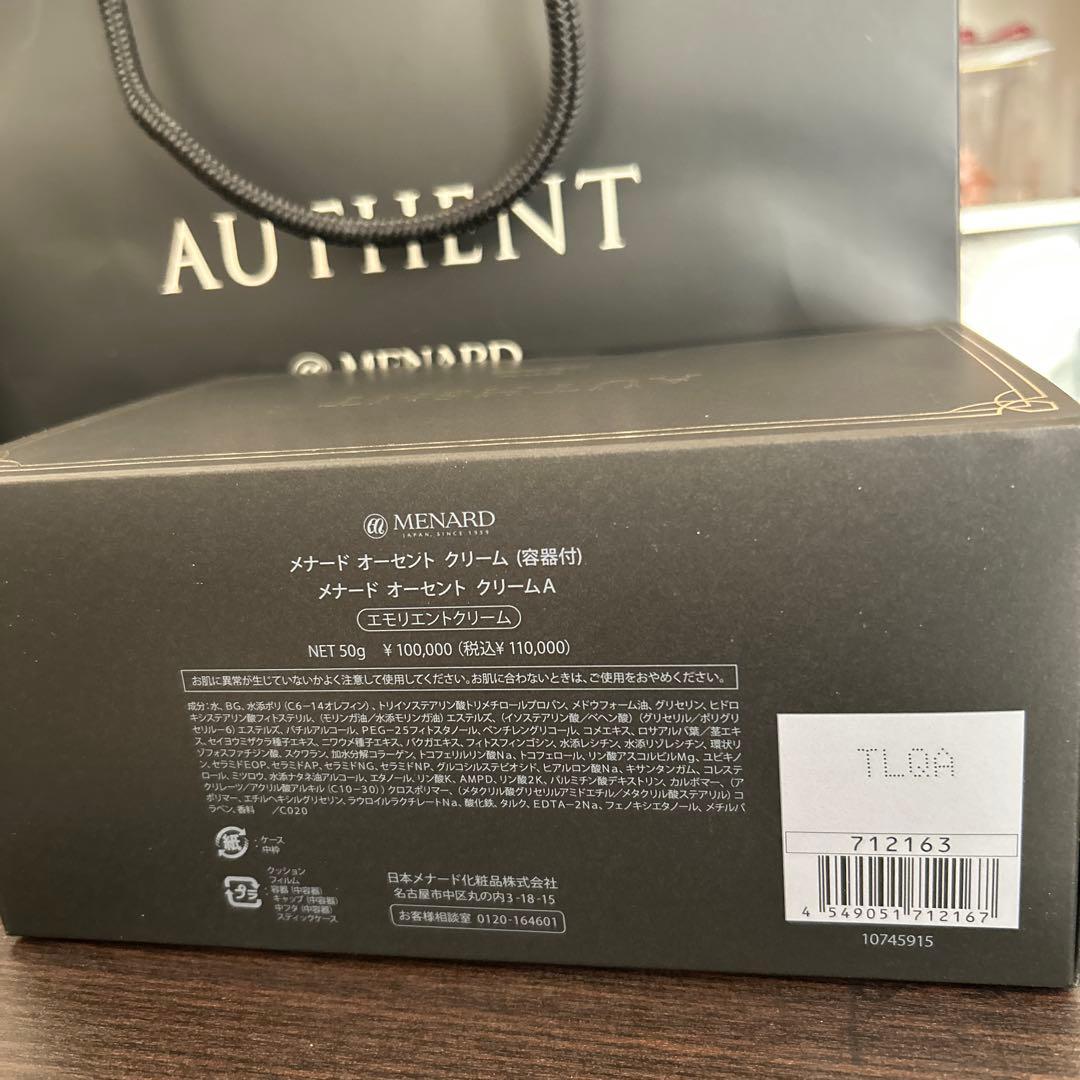 AUTHENT
MENARD
MENARD
JAPAN, SINCE 1959
メナード オーセント クリーム (容器付)
メナード オーセント クリームA
エモリエントクリーム
NET 50g ¥100,000 (税込¥ 110,000)
お肌に異常が生じていないかよく注意して使用してください。お肌に合わないときは、ご使用をおやめください。
成分：水、BG、水添ポリ(C6-14オレフィン)、トリイソステアリン酸トリメチロールプロパン、メドウフォーム油、グリセリン、ヒドロ
キシステアリン酸フィトステリル、(モリンガ油/水添モリンガ油)エステルズ、(イソステアリン酸/ベヘン酸)(グリセリル/ポリグリ
セリル-6)エステルズ、バチルアルコール、PEG-25フィトスタノール、ペンチレングリコール、コメエキス、ロサアルバ葉/茎エキ
ス、セイヨウミザクラ種子エキス、ニワウメ種子エキス、バクガエキス、フィトスフィンゴシン、水添レシチン、水添リゾレシチン、環状リ
ゾフォスファチジン酸、スクワラン、加水分解コラーゲン、トコフェリルリン酸Na、トコフェロール、リン酸アスコルビルMg、ユビキノ
ン、セラミドEOP、セラミドAP、セラミドNG、セラミドNP、グルコシルステビオシド、ヒアルロン酸Na、キサンタンガム、コレステ
ロール、ミツロウ、水添ナタネ油アルコール、エタノール、リン酸K、AMPD、リン酸2K、パルミチン酸デキストリン、カルボマー、(ア
クリレーツ/アクリル酸アルキル(C10-30))クロスポリマー、(メタクリル酸グリセリルアミドエチル/メタクリル酸ステアリル)コ
ポリマー、エチルヘキシルグリセリン、ラウロイルラクチレートNa、酸化鉄、タルク、EDTA-2Na、フェノキシエタノール、メチルパ
ラベン、香料 /C020
紙
：ケース
中枠
プラ
クッション
フィルム
：容器(中容器)
キャップ(中容器)
中フタ(中容器)
スティックケース
日本メナード化粧品株式会社
名古屋市中区丸の内3-18-15
お客様相談室 0120-164601
TLQA
712163
4 549051 712167
10745915